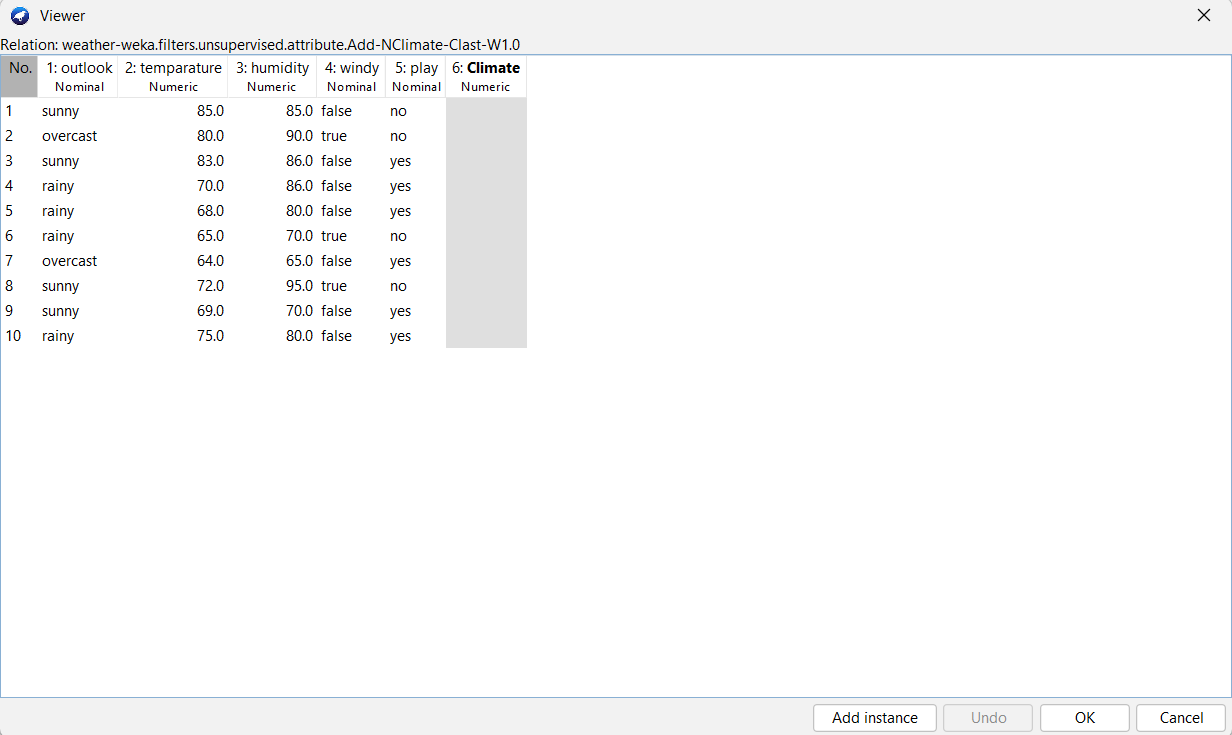 Viewer
Relation: weather-weka.filters.unsupervised.attribute.Add-NClimate-Clast-W1.0
No. 1: outlook 2: temparature 3: humidity 4: windy 5: play 6: Climate
Nominal Numeric Numeric Nominal Nominal Numeric
1 sunny 85.0 85.0 false no
2 overcast 80.0 90.0 true no
3 sunny 83.0 86.0 false yes
4 rainy 70.0 86.0 false yes
5 rainy 68.0 80.0 false yes
6 rainy 65.0 70.0 true no
7 overcast 64.0 65.0 false yes
8 sunny 72.0 95.0 true no
9 sunny 69.0 70.0 false yes
10 rainy 75.0 80.0 false yes
Add instance Undo OK Cancel